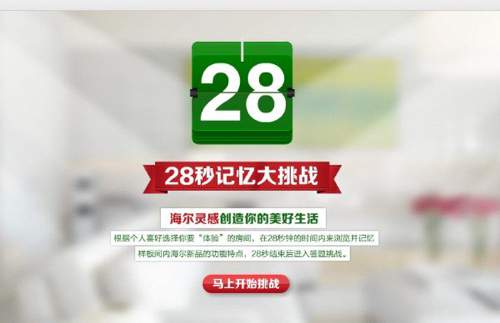 28
28秒记忆大挑战
海尔灵感创造你的美好生活
根据个人喜好选择你要“体验”的房间，在28秒钟的时间内来浏览并记忆
样板间内海尔新品的功能特点，28秒结束后进入答题挑战。
马上开始挑战